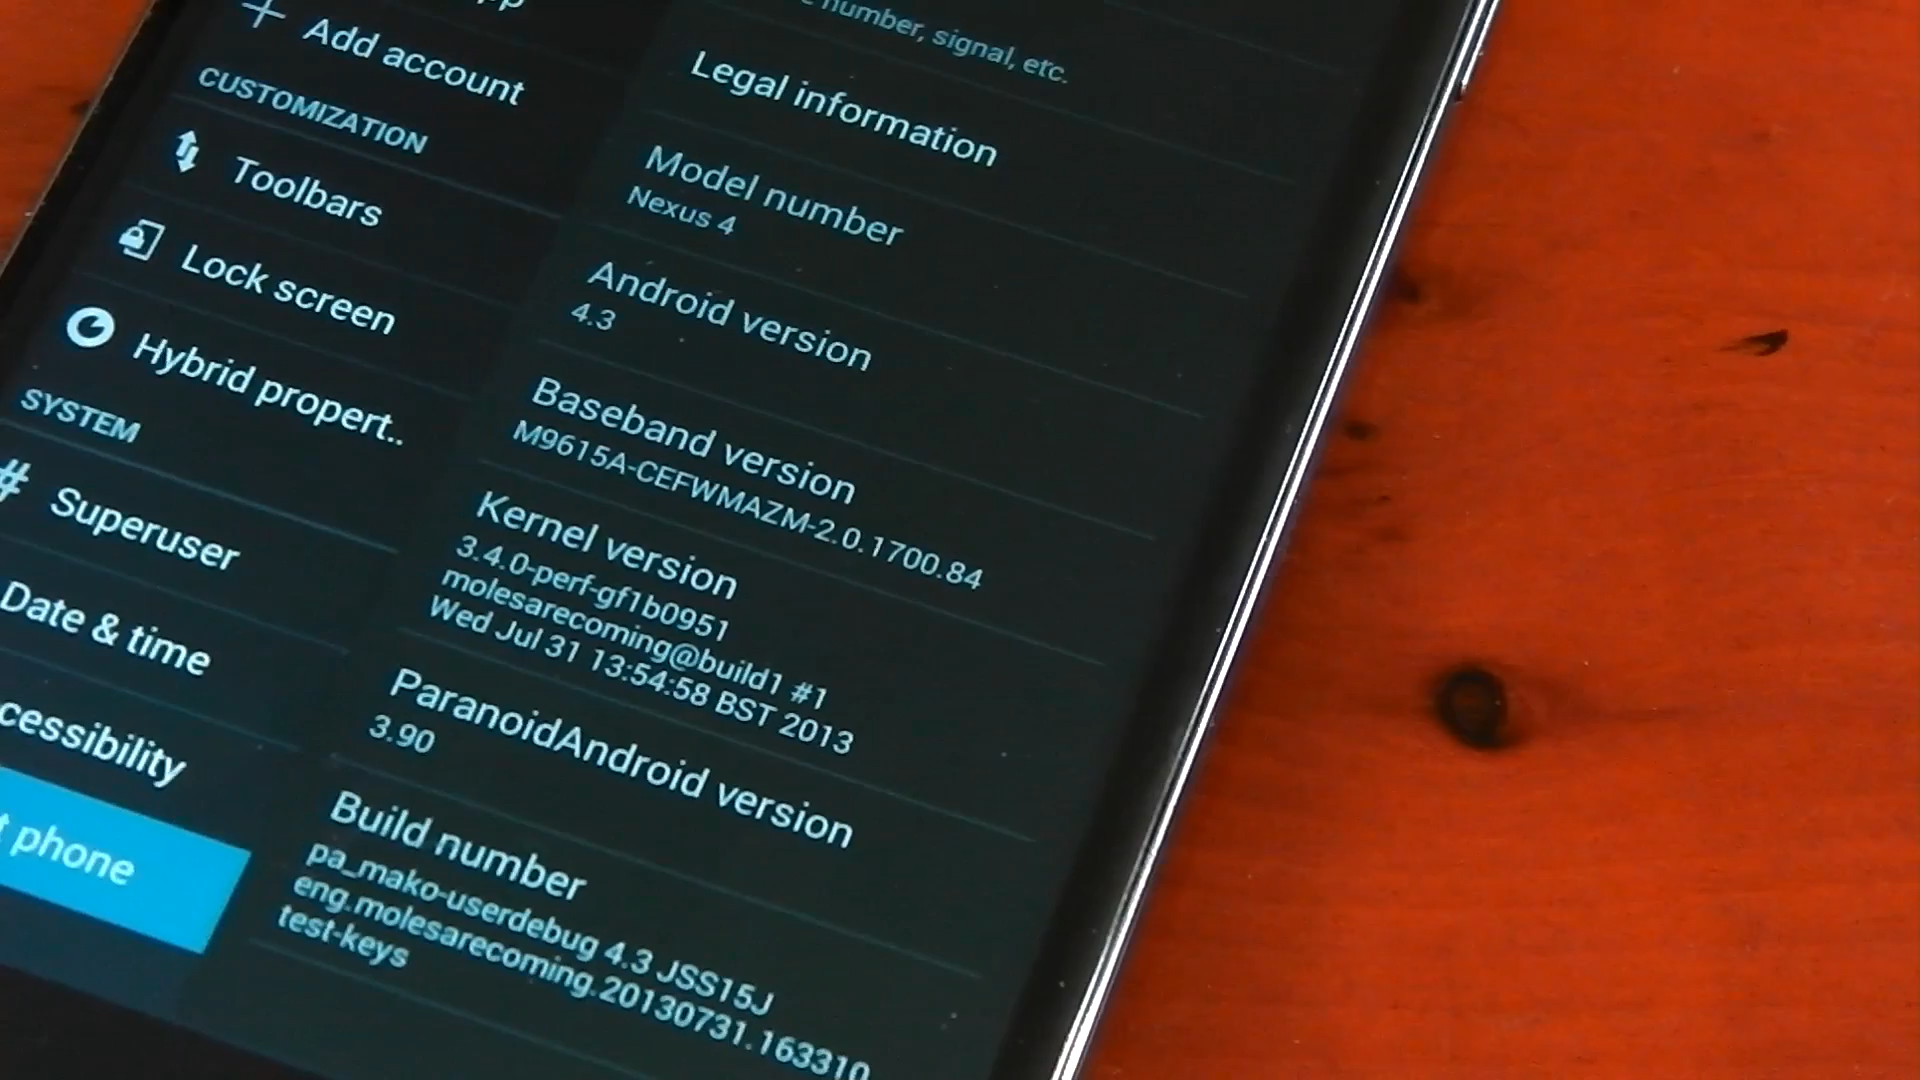 Add account
CUSTOMIZATION
Toolbars
Lock screen
Hybrid propert..
SYSTEM
# Superuser
Date & time
cessibility
phone
number, signal, etc.
Legal information
Model number
Nexus 4
Android version
4.3
Baseband version
M9615A-CEFWMAZM-2.0.1700.84
Kernel version
3.4.0-perf-gf1b0951
molesarecoming@build1 #1
Wed Jul 31 13:54:58 BST 2013
ParanoidAndroid version
3.90
Build number
pa_mako-userdebug 4.3 JSS15J
eng.molesarecoming.20130731.163310
test-keys